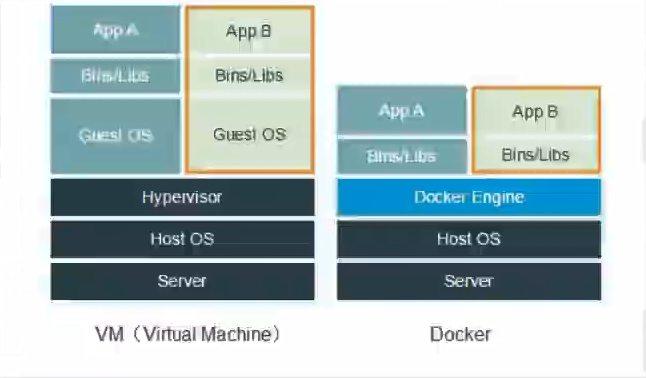 App A
App B
Bins/Libs
Bins/Libs
Guest OS
Guest OS
Hypervisor
Host OS
Server
VM（Virtual Machine）
App A
App B
Bins/Libs
Bins/Libs
Docker Engine
Host OS
Server
Docker